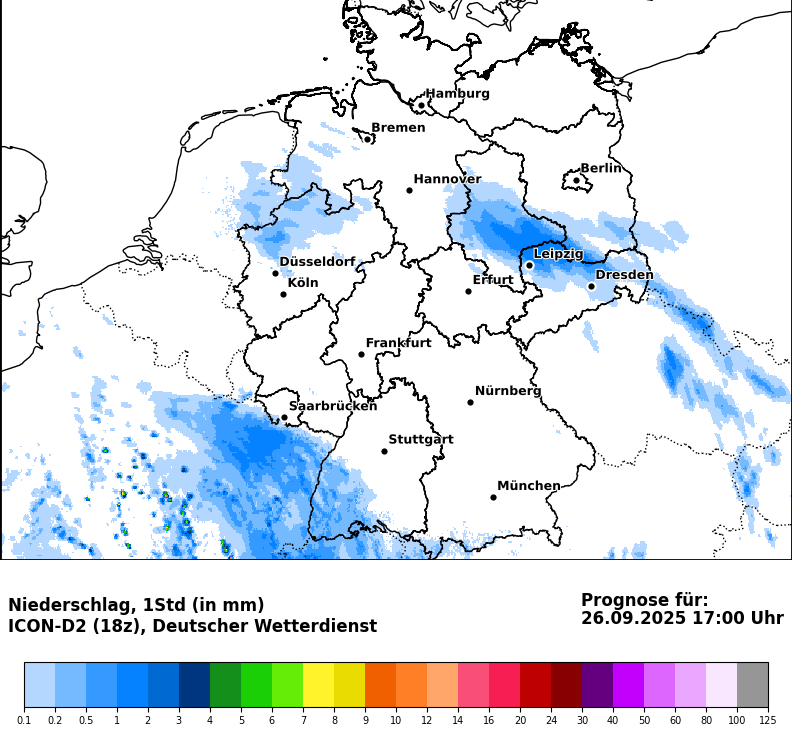 Hamburg
Bremen
Berlin
Hannover
Leipzig
Düsseldorf
Dresden
Erfurt
Köln
Frankfurt
Nürnberg
Saarbrücken
Stuttgart
München
Niederschlag, 1Std (in mm)
ICON-D2 (18z), Deutscher Wetterdienst
Prognose für:
26.09.2025 17:00 Uhr
0.1 0.2 0.5 1 2 3 4 5 6 7 8 9 10 12 14 16 20 24 30 40 50 60 80 100 125